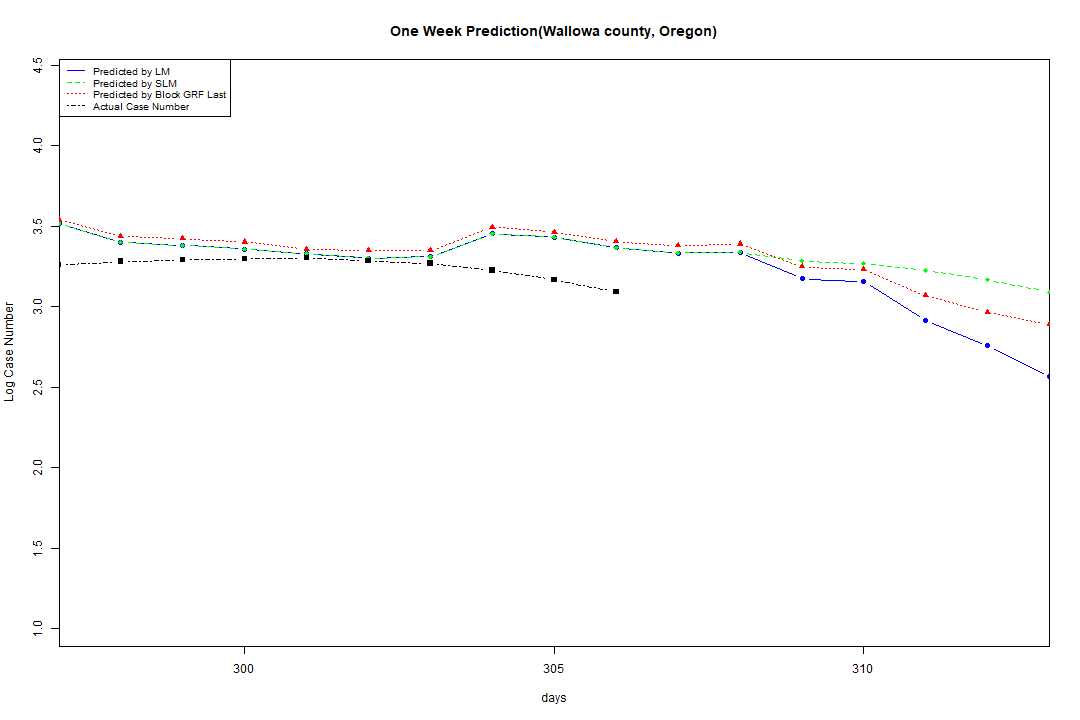 One Week Prediction(Wallowa county, Oregon)
Predicted by LM
Predicted by SLM
Predicted by Block GRF Last
Actual Case Number
4.5
4.0
3.5
3.0
2.5
2.0
1.5
1.0
Log Case Number
300 305 310
days